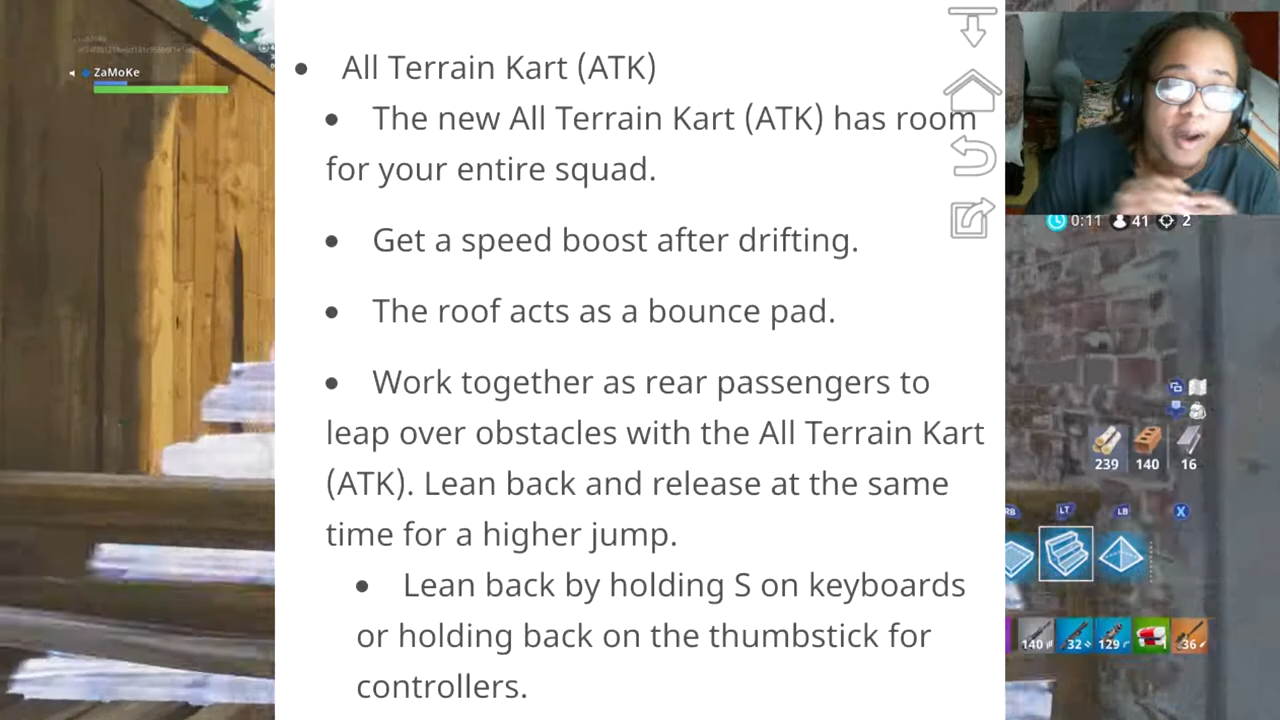 ZaMoKe
• All Terrain Kart (ATK)
• The new All Terrain Kart (ATK) has room
for your entire squad.
• Get a speed boost after drifting.
• The roof acts as a bounce pad.
• Work together as rear passengers to
leap over obstacles with the All Terrain Kart
(ATK). Lean back and release at the same
time for a higher jump.
• Lean back by holding S on keyboards
or holding back on the thumbstick for
controllers.
0:11 41 2
239 140 16
RB LT LB X
140 32 129 1 36